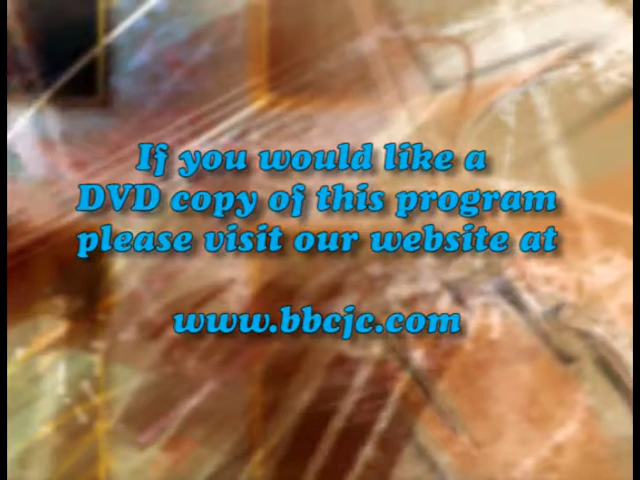 If you would like a
DVD copy of this program
please visit our website at
www.bbcjc.com